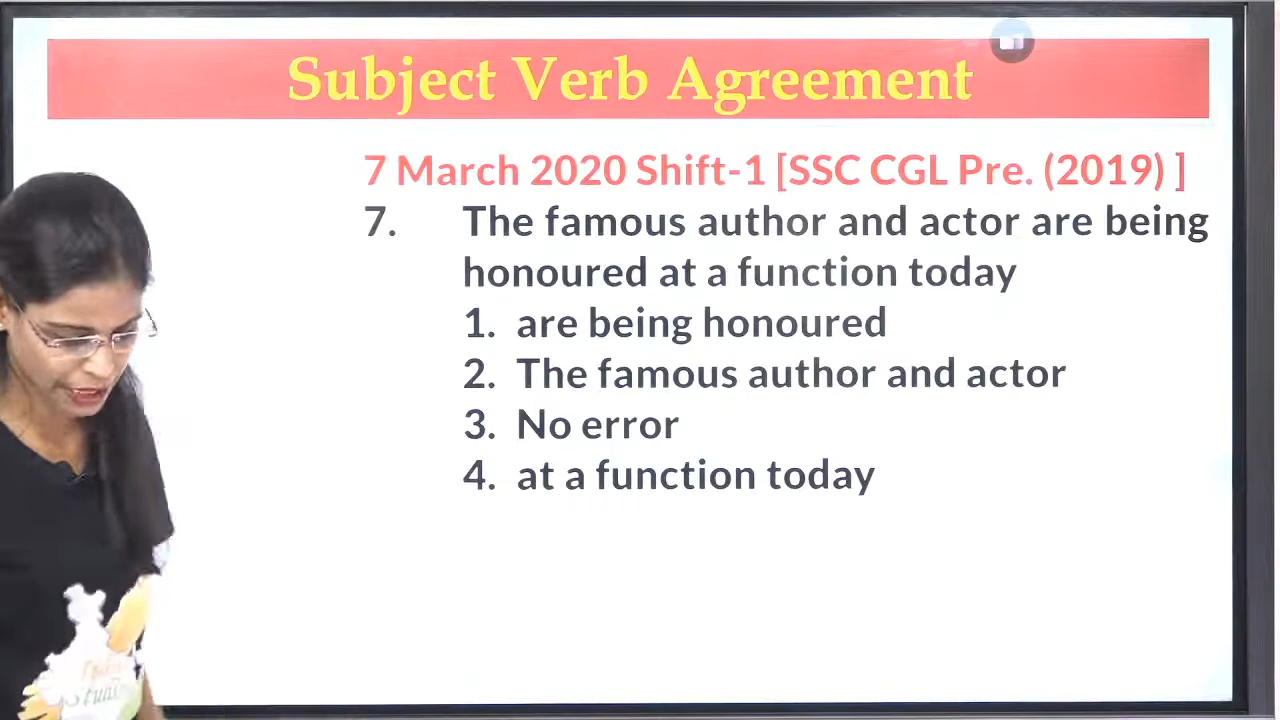 Subject Verb Agreement
7 March 2020 Shift-1 [SSC CGL Pre. (2019) ]
7. The famous author and actor are being
honoured at a function today
1. are being honoured
2. The famous author and actor
3. No error
4. at a function today